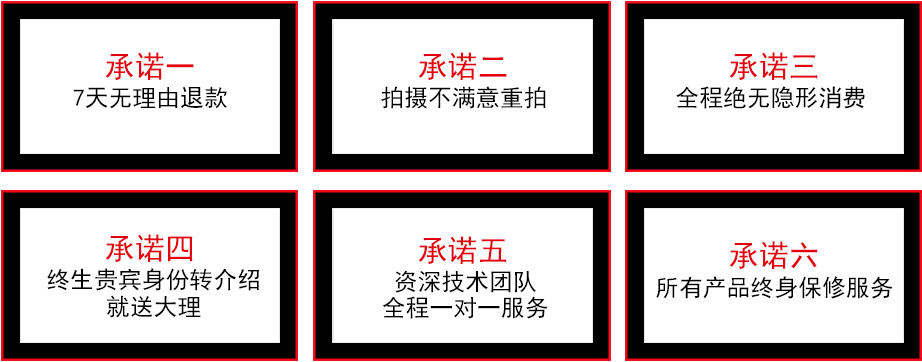 承诺一
7天无理由退款
承诺二
拍摄不满意重拍
承诺三
全程绝无隐形消费
承诺四
终生贵宾身份转介绍
就送大理
承诺五
资深技术团队
全程一对一服务
承诺六
所有产品终身保修服务